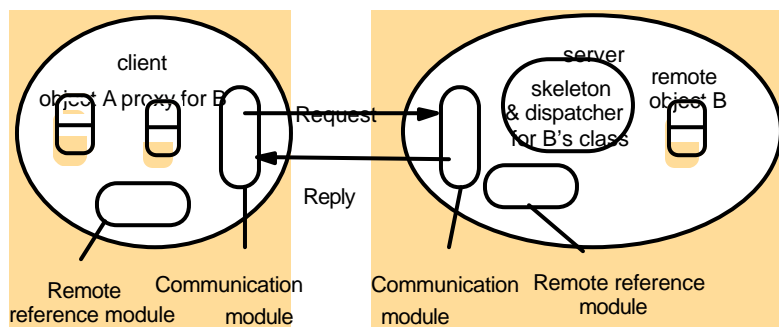 client
object A proxy for B
Request
Reply
server
skeleton
& dispatcher
for B's class
remote
object B
Remote
reference module
Communication
module
Communication
module
Remote reference
module